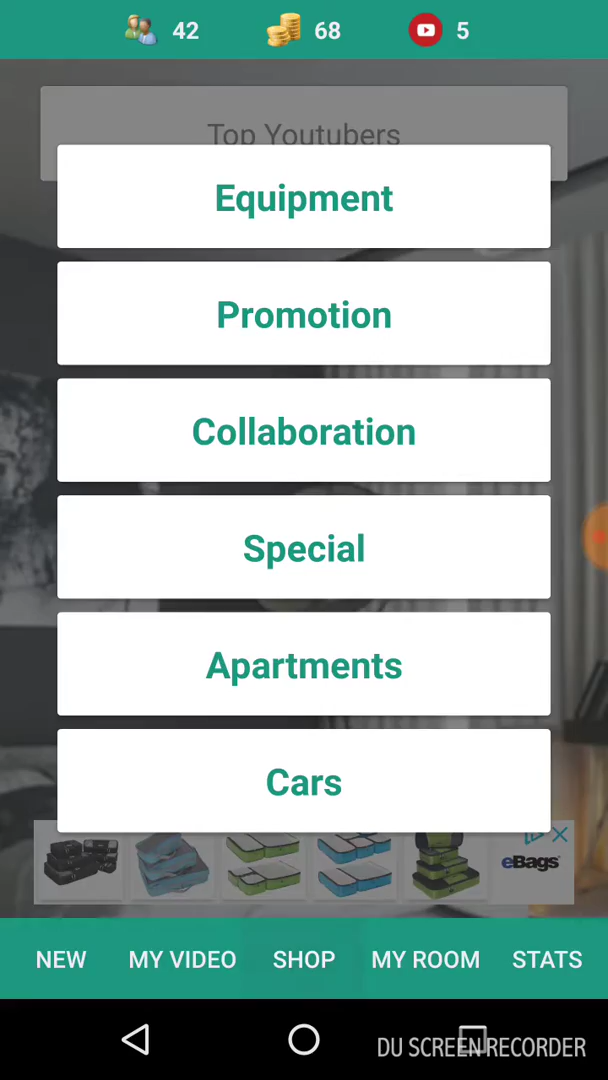 42 68 5
Top Youtubers
Equipment
Promotion
Collaboration
Special
Apartments
Cars
eBags
NEW MY VIDEO SHOP MY ROOM STATS
DU SCREEN RECORDER